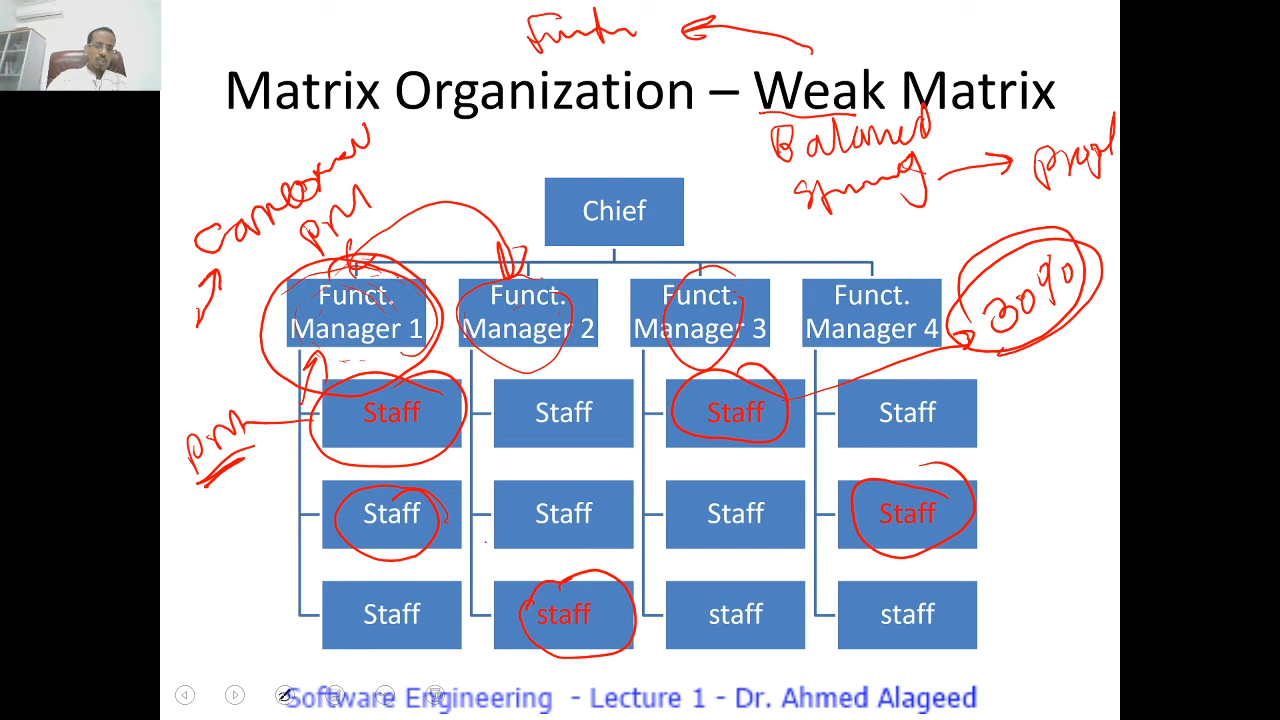 Functi
Matrix Organization – Weak Matrix
Balanced
PM
Chief
Funct.
Manager 1
Funct.
Manager 2
Funct.
Manager 3
Funct.
Manager 4
30%
Staff
Staff
Staff
Staff
PM
Staff
Staff
Staff
Staff
Staff
staff
staff
staff
Software Engineering - Lecture 1 - Dr. Ahmed Alageed